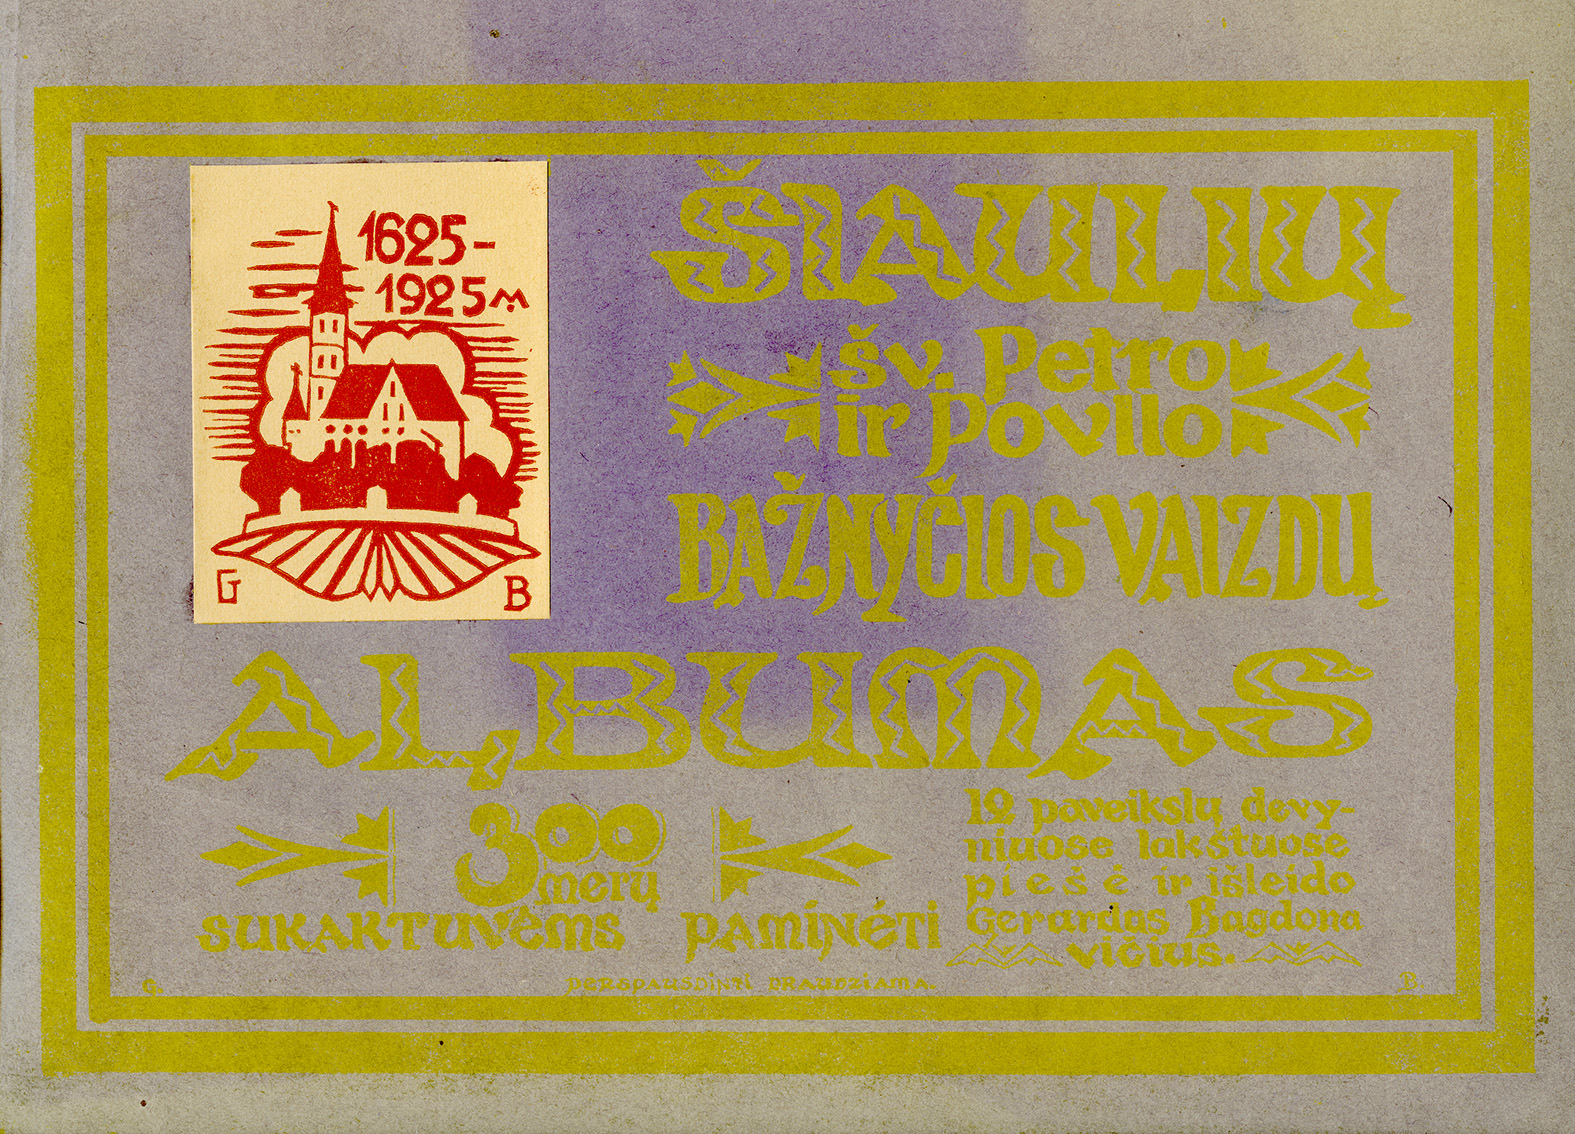 1625-
1925 M
G B
ŠIAULIŲ
šv. Petro
ir Povilo
BAŽNYČIOS VAIZDŲ
ALBUMAS
300
metų
SUKAKTUVĖMS PAMINĖTI
12 paveikslų devy-
niuose lakštuose
piešė ir išleido
Gerardas Bagdona
vičius.
G. PERSPAUSDINTI DRAUDZIAMA. B.